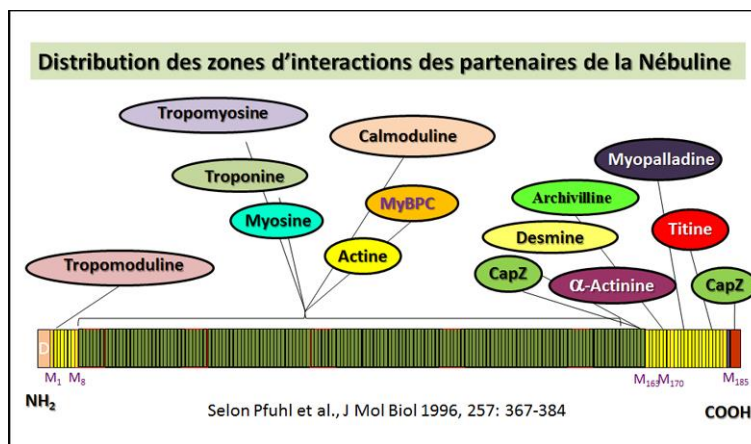 Distribution des zones d'interactions des partenaires de la Nébuline
Tropomyosine
Calmoduline
Myopalladine
Troponine
Archivilline
MyBPC
Myosine
Titine
Desmine
Actine
Tropomoduline
CapZ
α-Actinine
CapZ
D
M1
M8
M163
M170
M185
NH2
COOH
Selon Pfuhl et al., J Mol Biol 1996, 257: 367-384